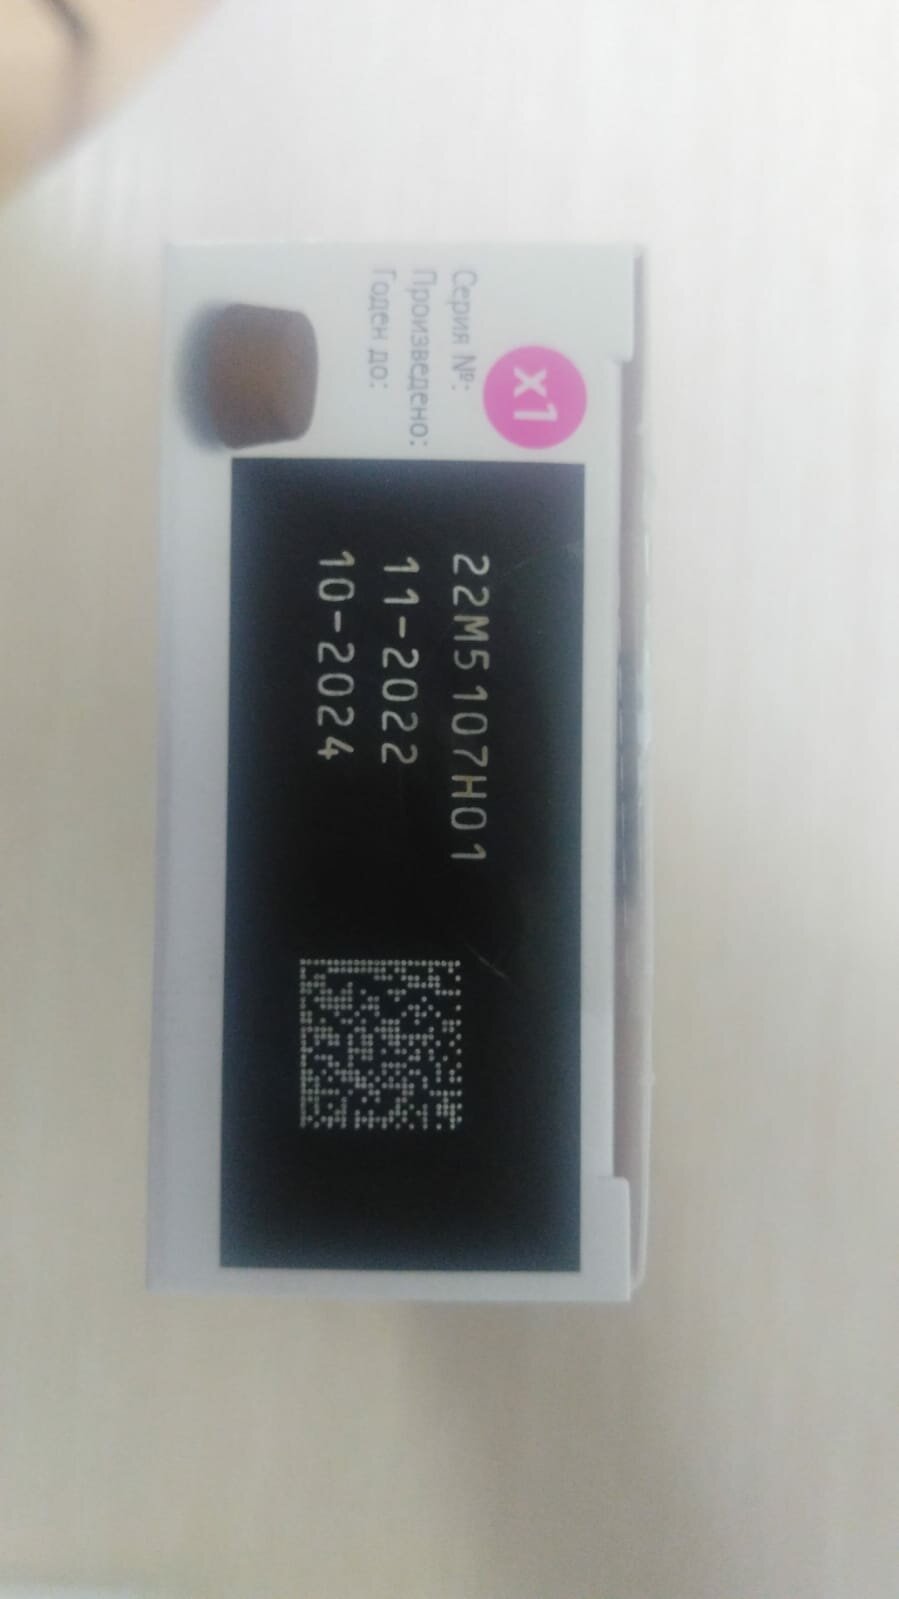 x1
Серия №:
Произведено:
Годен до:
22M5107H01
11-2022
10-2024